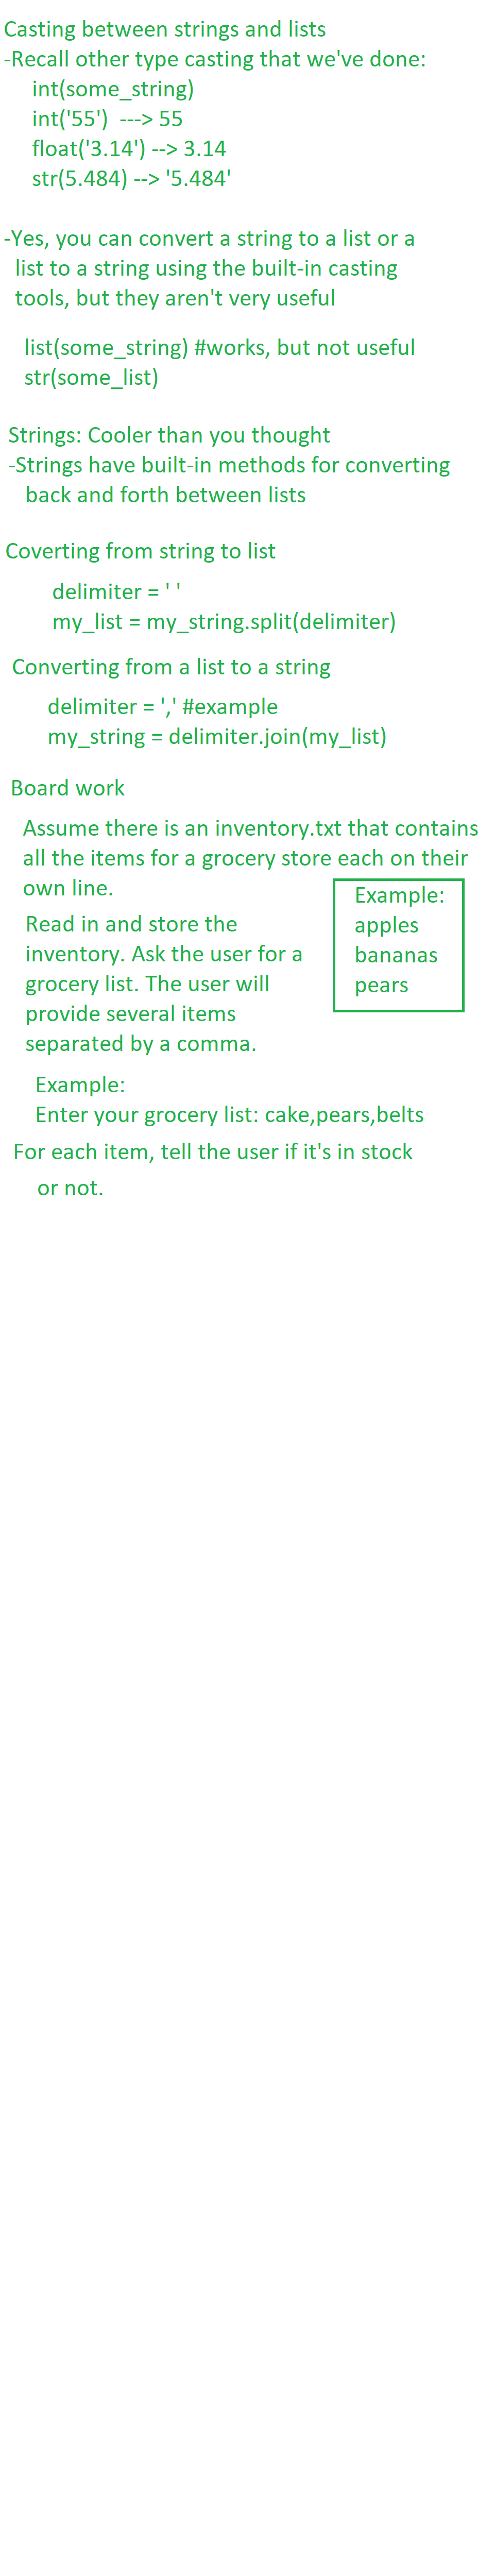 Casting between strings and lists
-Recall other type casting that we've done:
int(some_string)
int('55')  ---> 55
float('3.14') --> 3.14
str(5.484) --> '5.484'
-Yes, you can convert a string to a list or a
list to a string using the built-in casting
tools, but they aren't very useful
list(some_string) #works, but not useful
str(some_list)
Strings: Cooler than you thought
-Strings have built-in methods for converting
back and forth between lists
Coverting from string to list
delimiter = ' '
my_list = my_string.split(delimiter)
Converting from a list to a string
delimiter = ',' #example
my_string = delimiter.join(my_list)
Board work
Assume there is an inventory.txt that contains
all the items for a grocery store each on their
own line.
Read in and store the
inventory. Ask the user for a
grocery list. The user will
provide several items
separated by a comma.
Example:
apples
bananas
pears
Example:
Enter your grocery list: cake,pears,belts
For each item, tell the user if it's in stock
or not.